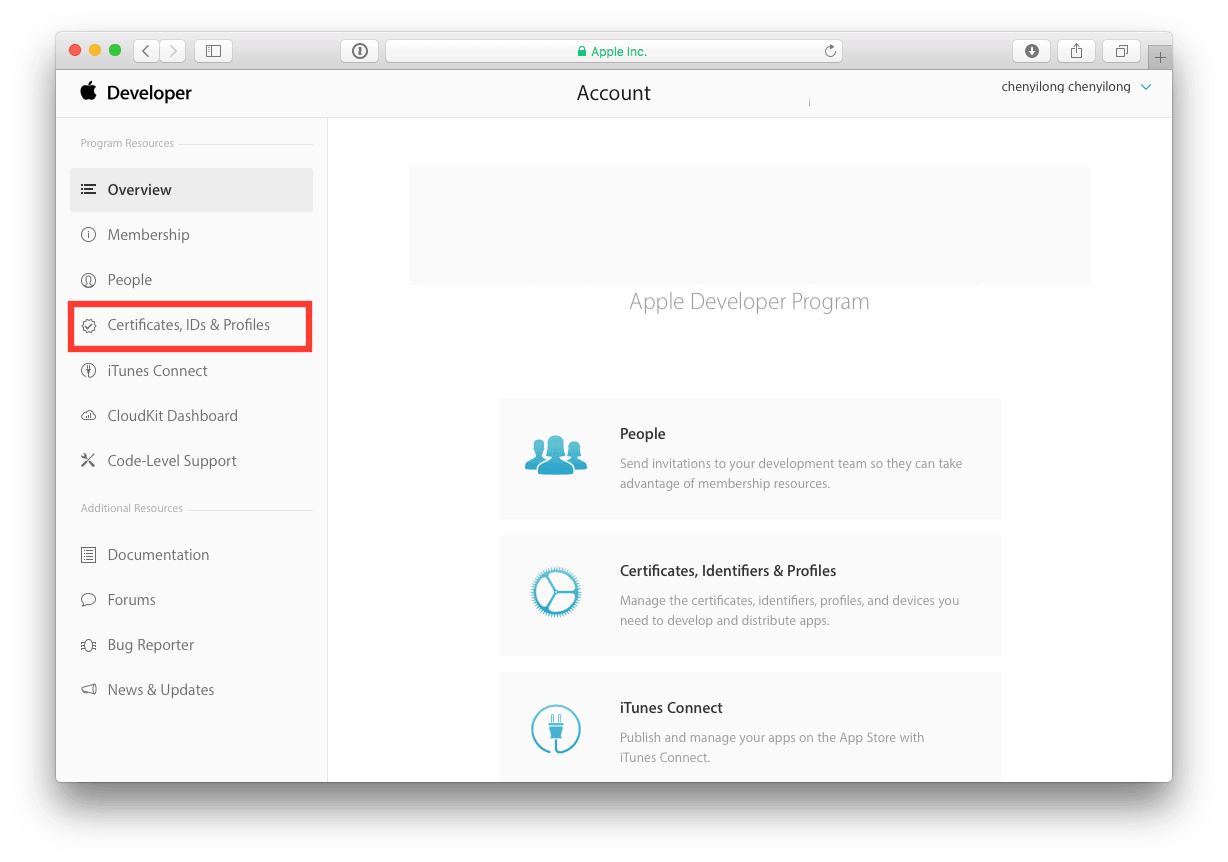 Apple Inc.
Developer
Account
chenyilong chenyilong
Program Resources
Overview
Membership
People
Certificates, IDs & Profiles
iTunes Connect
CloudKit Dashboard
Code-Level Support
Additional Resources
Documentation
Forums
Bug Reporter
News & Updates
Apple Developer Program
People
Send invitations to your development team so they can take
advantage of membership resources.
Certificates, Identifiers & Profiles
Manage the certificates, identifiers, profiles, and devices you
need to develop and distribute apps.
iTunes Connect
Publish and manage your apps on the App Store with
iTunes Connect.